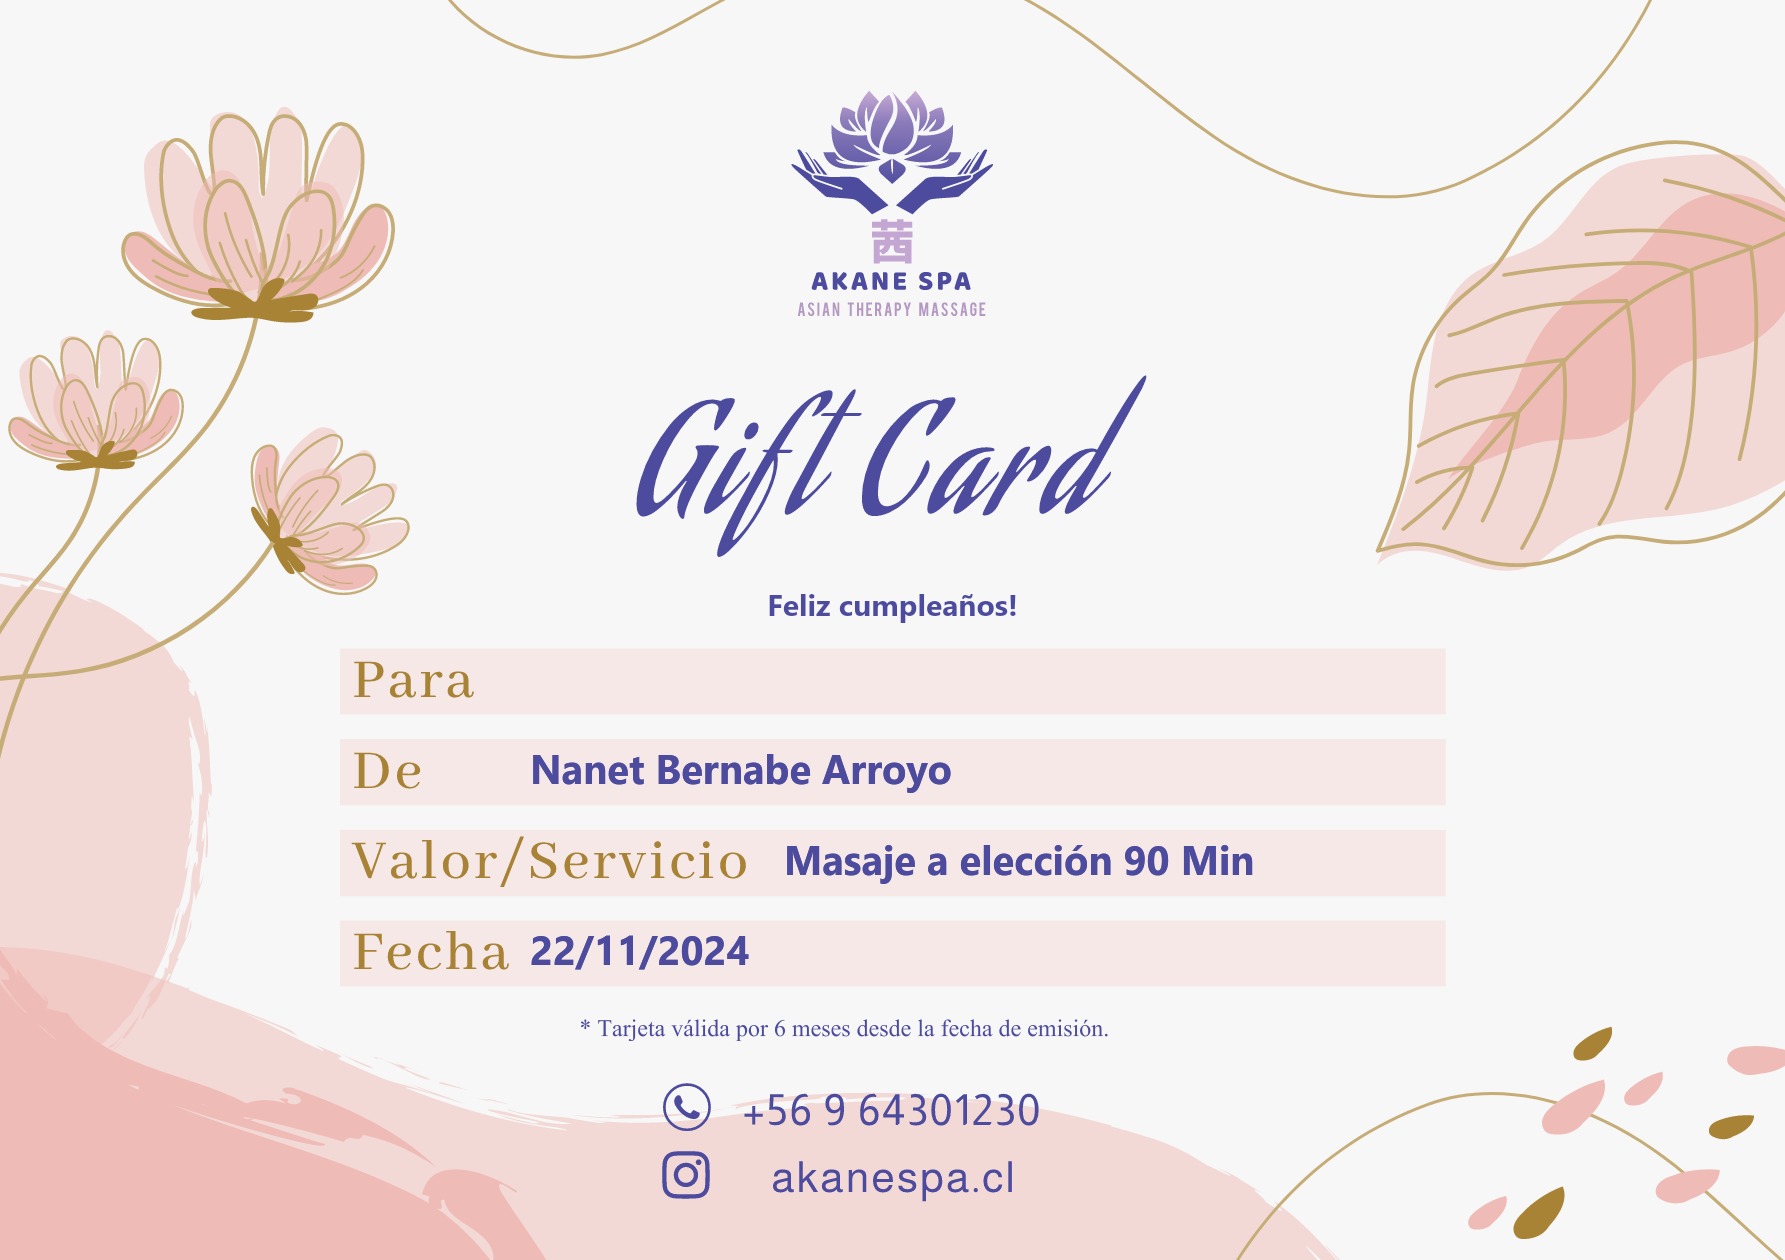 茜
AKANE SPA
ASIAN THERAPY MASSAGE
Gift Card
Feliz cumpleaños!
Para
De Nanet Bernabe Arroyo
Valor/Servicio Masaje a elección 90 Min
Fecha 22/11/2024
* Tarjeta válida por 6 meses desde la fecha de emisión.
+56 9 64301230
akanespa.cl